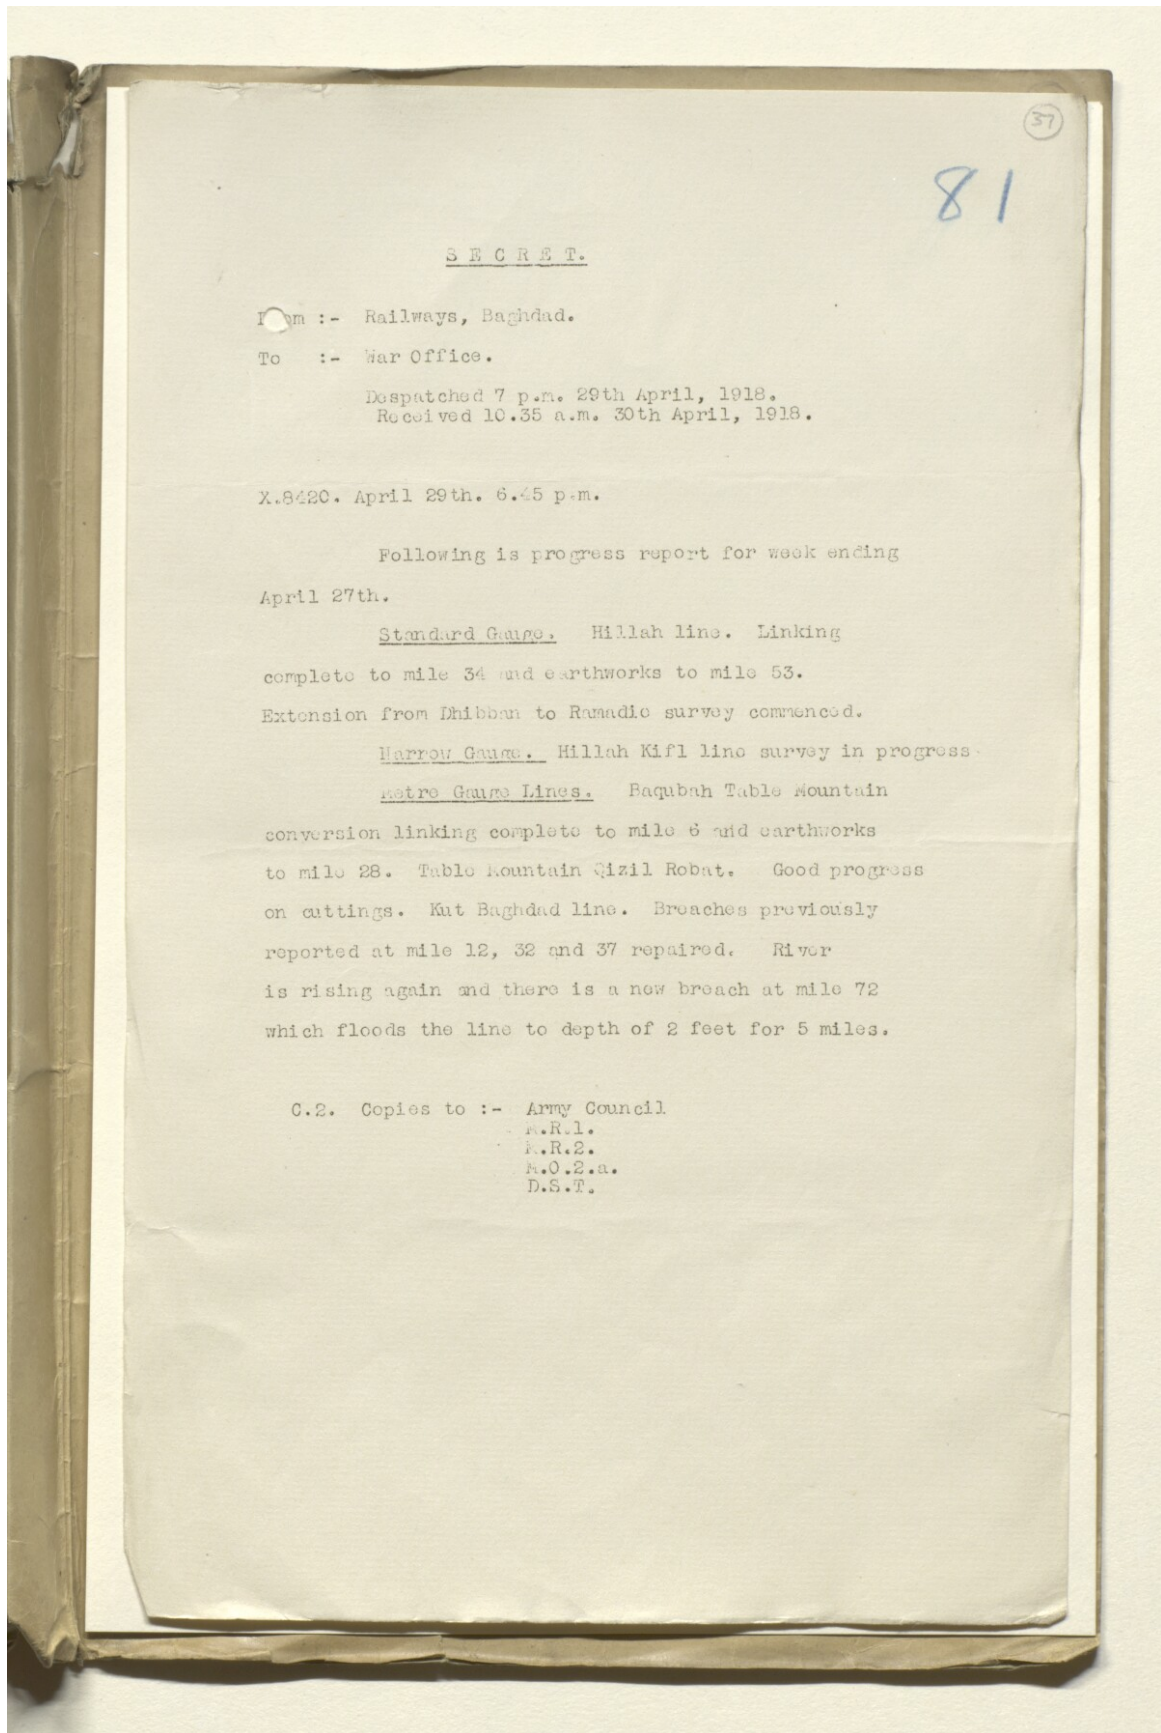 37
81
S E C R E T.
From :- Railways, Baghdad.
To :- War Office.
Despatched 7 p.m. 29th April, 1918.
Received 10.35 a.m. 30th April, 1918.
X.8420. April 29th. 6.45 p.m.
Following is progress report for week ending
April 27th.
Standard Gauge. Hillah line. Linking
complete to mile 34 and earthworks to mile 53.
Extension from Dhibban to Ramadie survey commenced.
Narrow Gauge. Hillah Kifl line survey in progress.
Metre Gauge Lines. Baqubah Table Mountain
conversion linking complete to mile 6 and earthworks
to mile 28. Table Mountain Qizil Robat. Good progress
on cuttings. Kut Baghdad line. Breaches previously
reported at mile 12, 32 and 37 repaired. River
is rising again and there is a new breach at mile 72
which floods the line to depth of 2 feet for 5 miles.
C.2. Copies to :- Army Council
M.R.1.
M.R.2.
M.O.2.a.
D.S.T.